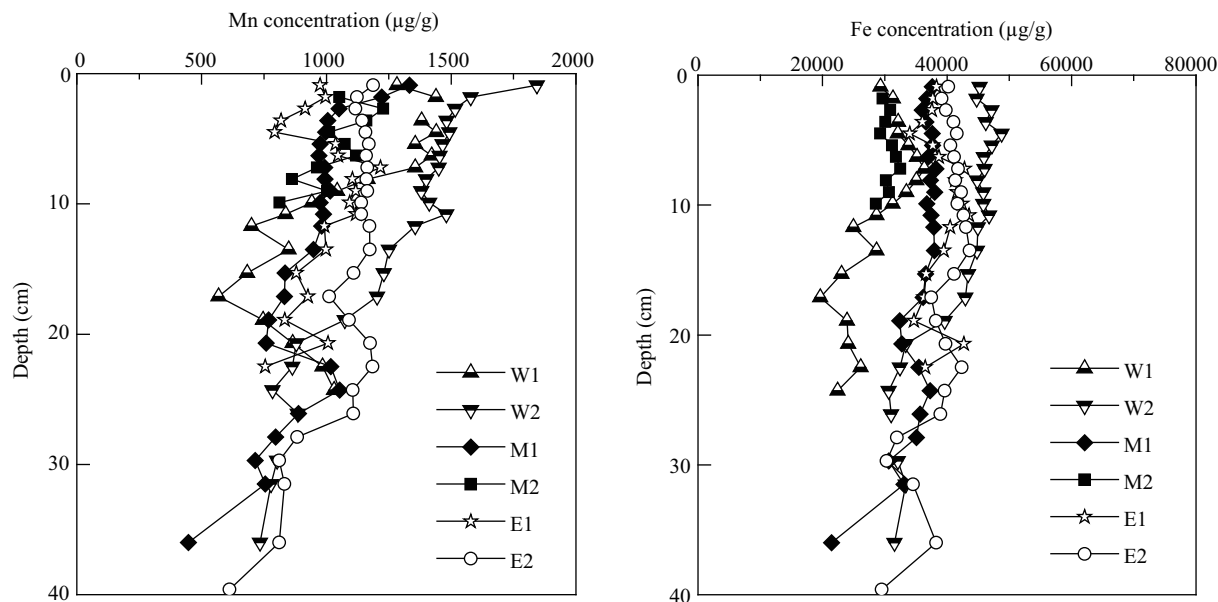 Mn concentration (µg/g)
0 500 1000 1500 2000
0
10
20
30
40
Depth (cm)
W1
W2
M1
M2
E1
E2
Fe concentration (µg/g)
0 20000 40000 60000 80000
0
10
20
30
40
Depth (cm)
W1
W2
M1
M2
E1
E2